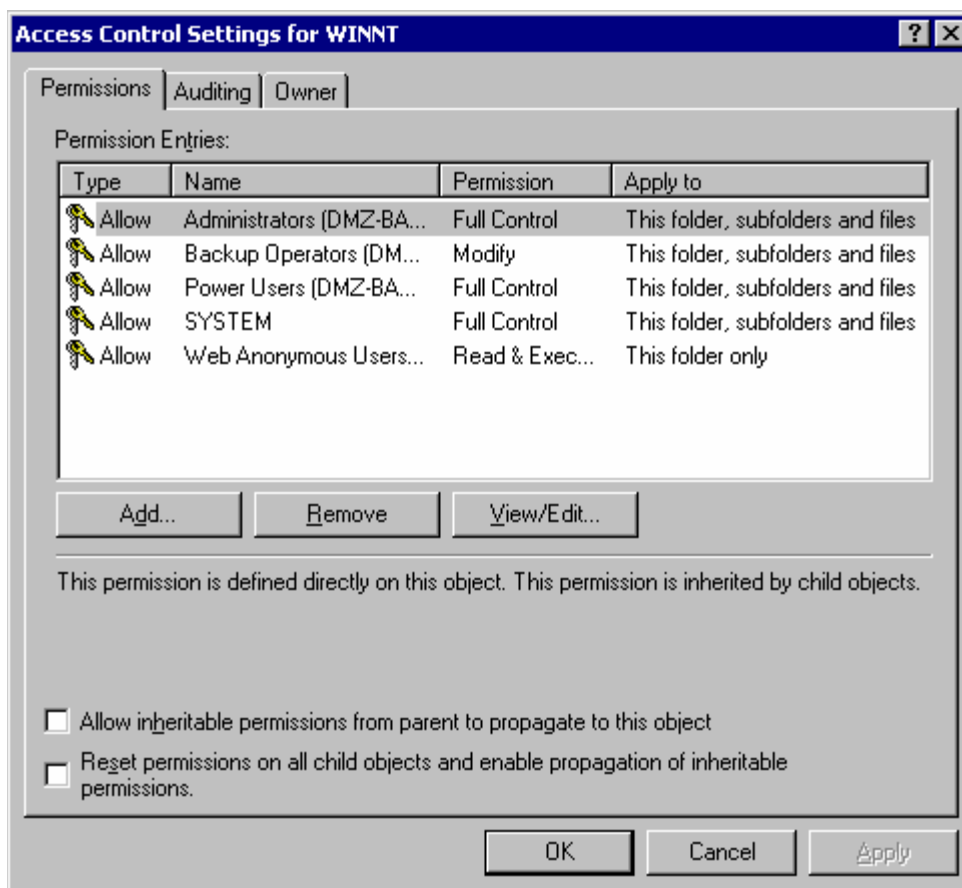 Access Control Settings for WINNT
Permissions Auditing Owner
Permission Entries:
Type Name Permission Apply to
Allow Administrators (DMZ-BA... Full Control This folder, subfolders and files
Allow Backup Operators (DM... Modify This folder, subfolders and files
Allow Power Users (DMZ-BA... Full Control This folder, subfolders and files
Allow SYSTEM Full Control This folder, subfolders and files
Allow Web Anonymous Users... Read & Exec... This folder only
Add... Remove View/Edit...
This permission is defined directly on this object. This permission is inherited by child objects.
Allow inheritable permissions from parent to propagate to this object
Reset permissions on all child objects and enable propagation of inheritable
permissions.
OK Cancel Apply